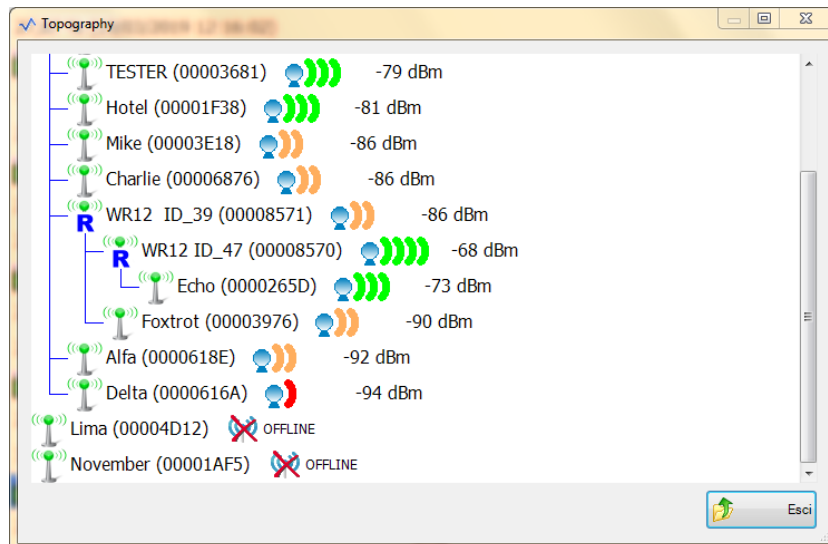 Topography
TESTER (00003681) -79 dBm
Hotel (00001F38) -81 dBm
Mike (00003E18) -86 dBm
Charlie (00006876) -86 dBm
R WR12 ID_39 (00008571) -86 dBm
R WR12 ID_47 (00008570) -68 dBm
Echo (0000265D) -73 dBm
Foxtrot (00003976) -90 dBm
Alfa (0000618E) -92 dBm
Delta (0000616A) -94 dBm
Lima (00004D12) OFFLINE
November (00001AF5) OFFLINE
Esci